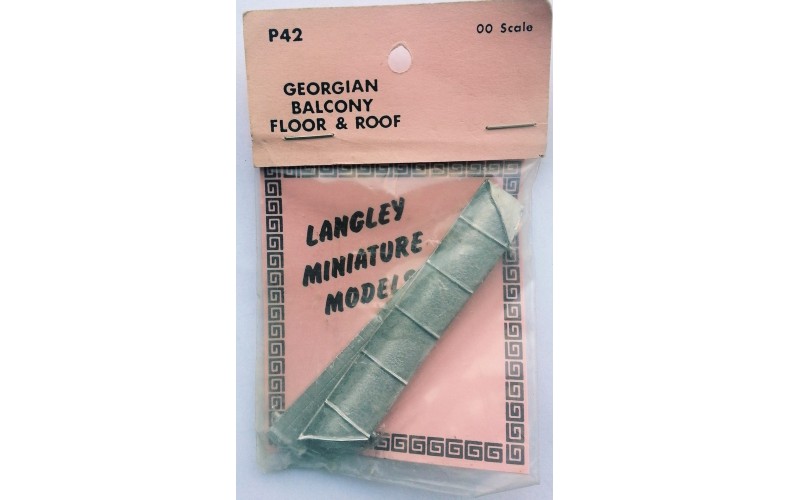 P42
00 Scale
GEORGIAN
BALCONY
FLOOR & ROOF
LANGLEY
MINIATURE
MODELS